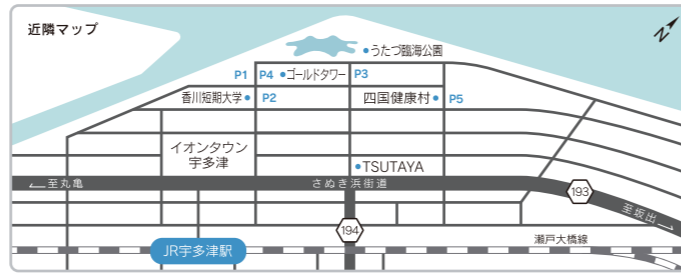 近隣マップ
N
うたづ臨海公園
P1 P4 ゴールドタワー P3
香川短期大学 P2 四国健康村 P5
イオンタウン
宇多津
TSUTAYA
至丸亀 さぬき浜街道 193
至坂出
194
瀬戸大橋線
JR宇多津駅